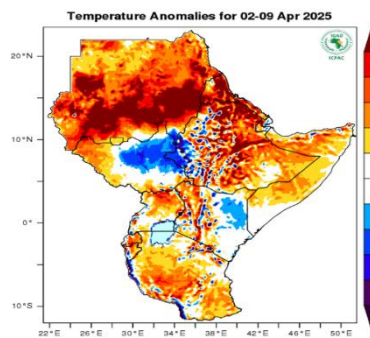 Temperature Anomalies for 02-09 Apr 2025
IGAD
ICPAC
20°N
10°N
0°
10°S
22°E 26°E 30°E 34°E 38°E 42°E 46°E 50°E